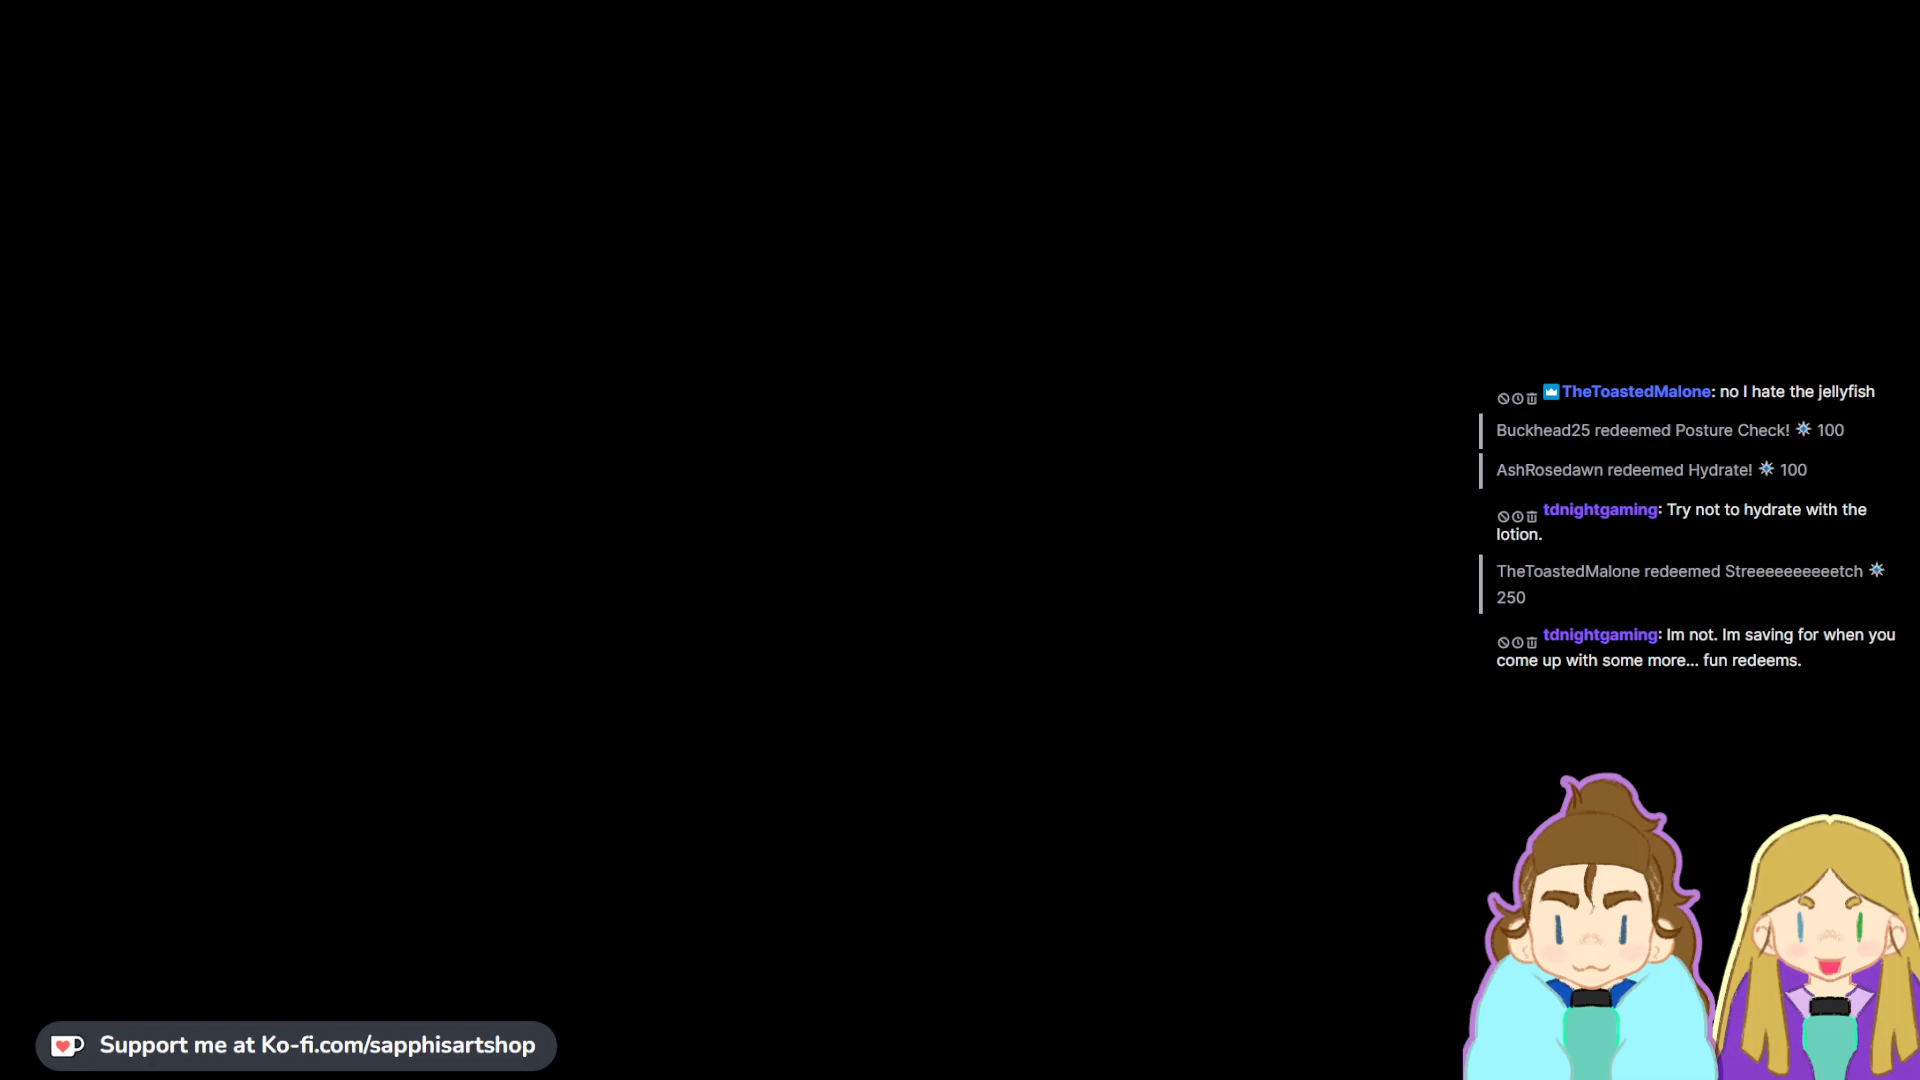 TheToastedMalone: no I hate the jellyfish
Buckhead25 redeemed Posture Check! 100
AshRosedawn redeemed Hydrate! 100
tdnightgaming: Try not to hydrate with the
lotion.
TheToastedMalone redeemed Streeeeeeeeeetch
250
tdnightgaming: Im not. Im saving for when you
come up with some more... fun redeems.
Support me at Ko-fi.com/sapphisartshop